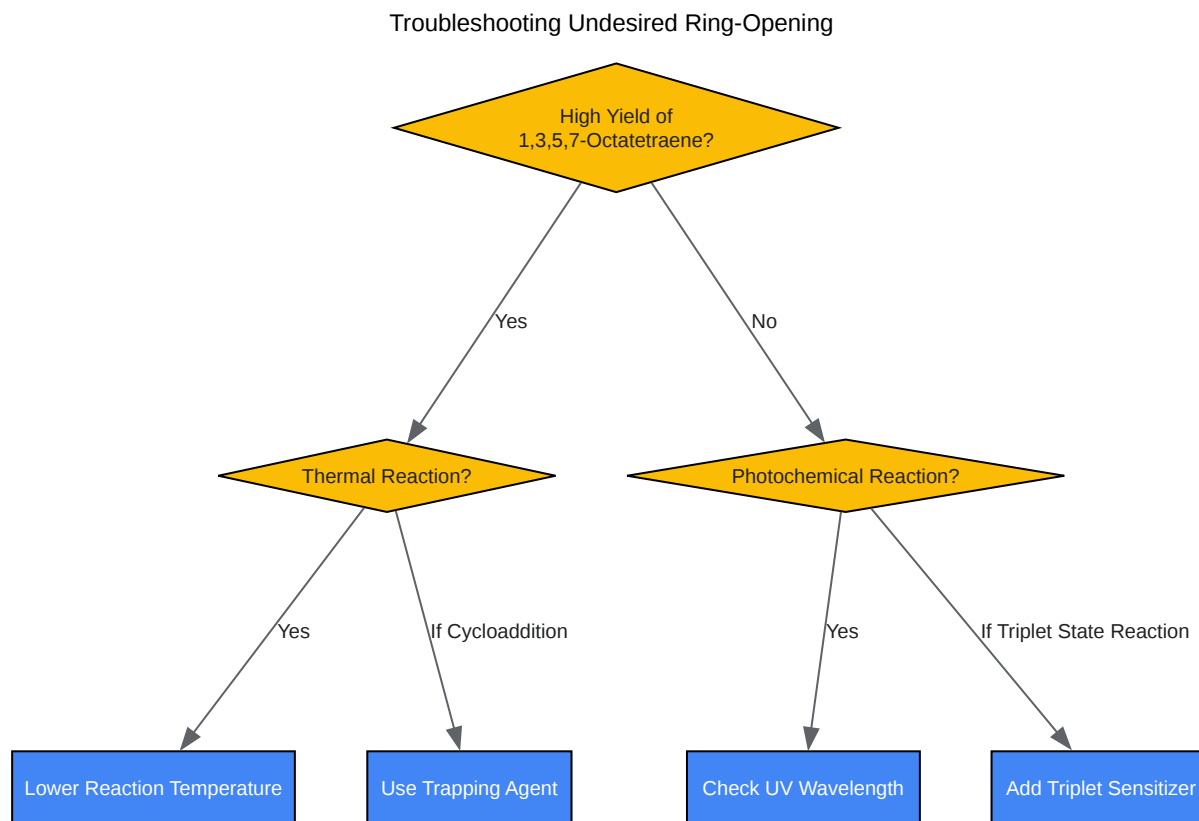 Troubleshooting Undesired Ring-Opening
High Yield of
1,3,5,7-Octatetraene?
Yes
No
Thermal Reaction?
Photochemical Reaction?
Yes
If Cycloaddition
Yes
If Triplet State Reaction
Lower Reaction Temperature
Use Trapping Agent
Check UV Wavelength
Add Triplet Sensitizer